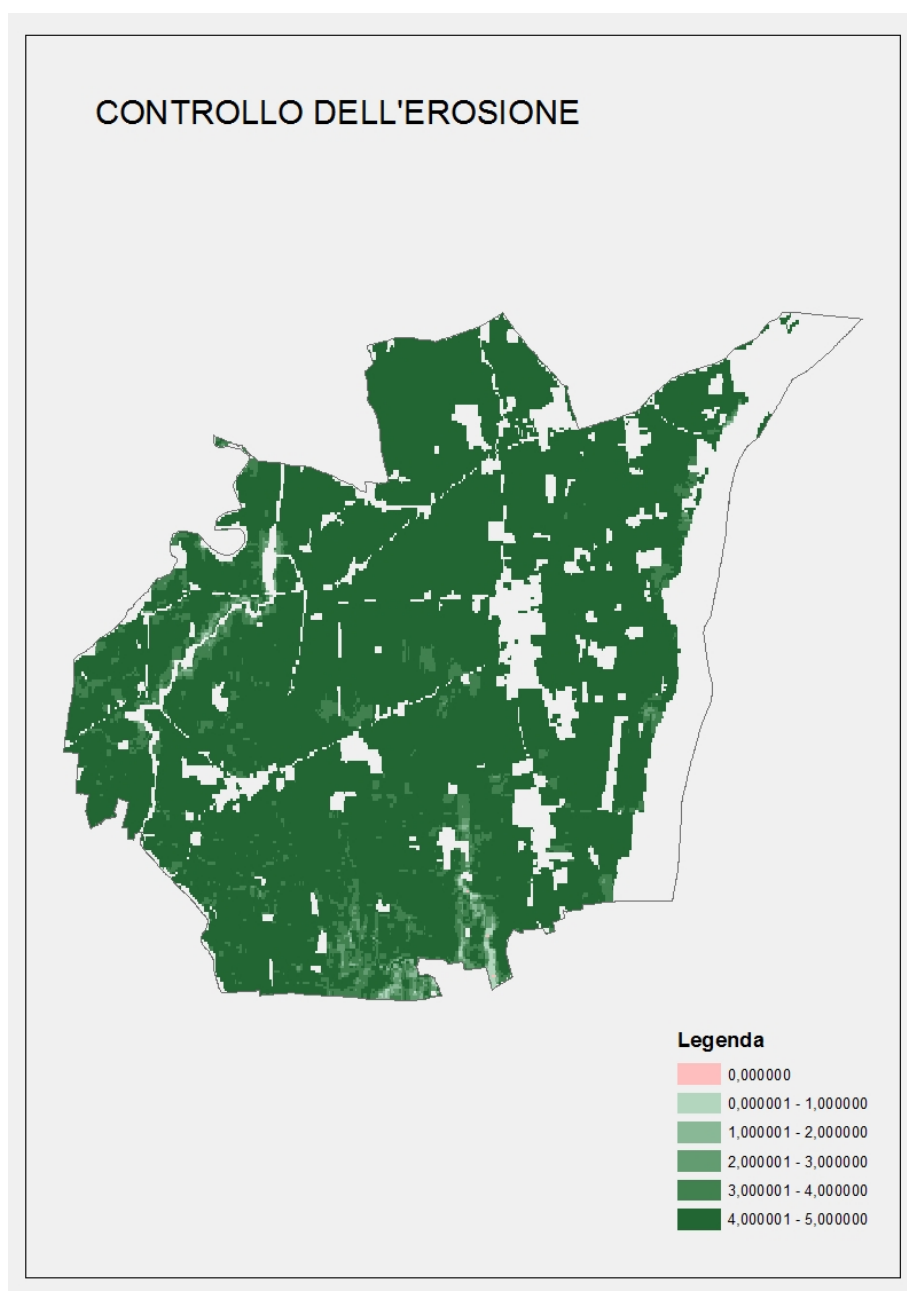 CONTROLLO DELL'EROSIONE
Legenda
0,000000
0,000001 - 1,000000
1,000001 - 2,000000
2,000001 - 3,000000
3,000001 - 4,000000
4,000001 - 5,000000